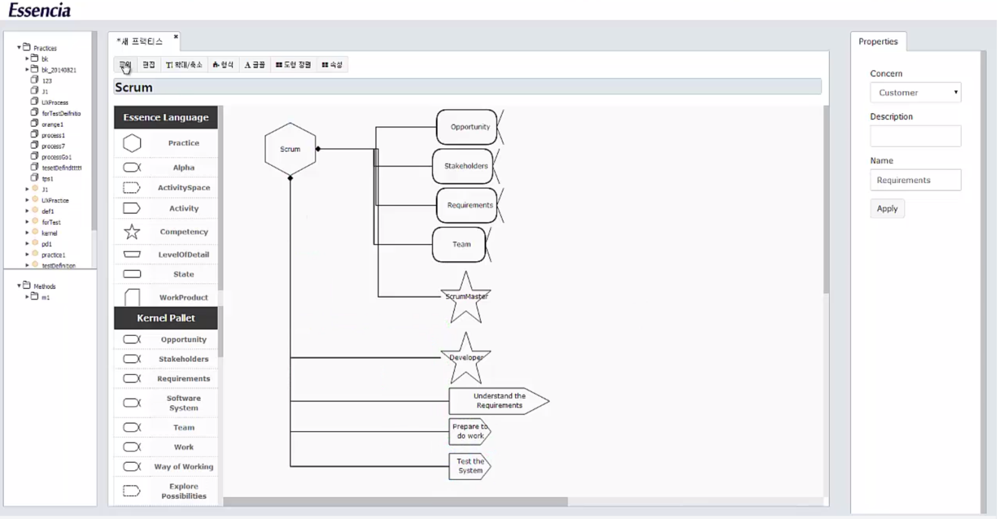 Essencia
Practices
bk
bk_20140821
123
J1
UXProcess
orange1
process1
process7
processGo1
tps1
J1
UXPractice
def1
forTest
kernel
pd1
practice1
testDefinition
Methods
m1
*새 프랙티스
편집
확대/축소
형식
글꼴
도형 정렬
속성
Scrum
Essence Language
Practice
Alpha
ActivitySpace
Activity
Competency
LevelOfDetail
State
WorkProduct
Kernel Pallet
Opportunity
Stakeholders
Requirements
Software
System
Team
Work
Way of Working
Explore
Possibilities
Scrum
Opportunity
Stakeholders
Requirements
Team
ScrumMaster
Developer
Understand the
Requirements
Prepare to
do work
Test the
System
Properties
Concern
Customer
Description
Name
Requirements
Apply